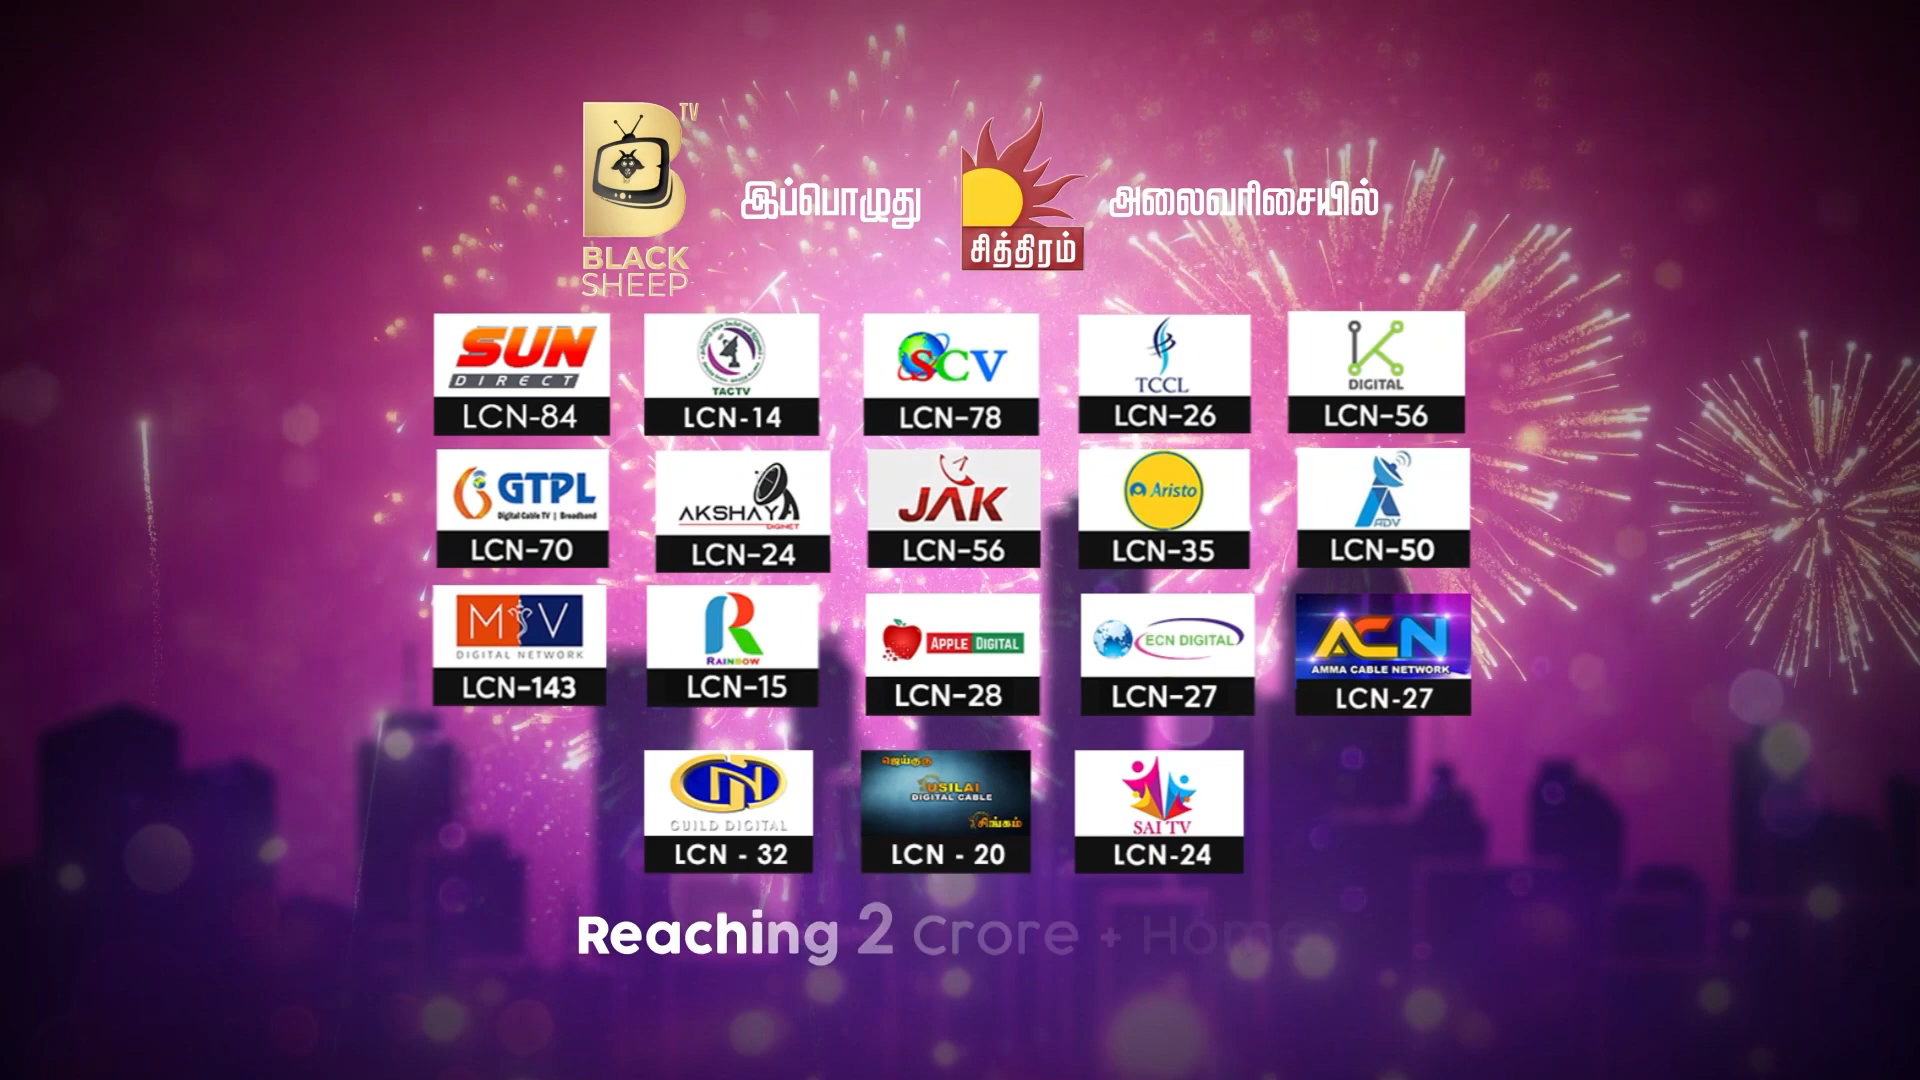 TV
BLACK
SHEEP
இப்பொழுது
சித்திரம்
அலைவரிசையில்
SUN
DIRECT
LCN-84
TACTV
LCN-14
SCV
LCN-78
TCCL
LCN-26
K
DIGITAL
LCN-56
GTPL
Digital Cable TV | Broadband
LCN-70
AKSHAYA
DIGINET
LCN-24
JAK
LCN-56
Aristo
LCN-35
ADV
LCN-50
M V
DIGITAL NETWORK
LCN-143
R
RAINBOW
LCN-15
APPLE DIGITAL
LCN-28
ECN DIGITAL
LCN-27
ACN
AMMA CABLE NETWORK
LCN-27
GUILD DIGITAL
LCN - 32
ஜெய்குரு
USILAI
DIGITAL CABLE
சிங்கம்
LCN - 20
SAI TV
LCN-24
Reaching 2 Crore + Homes